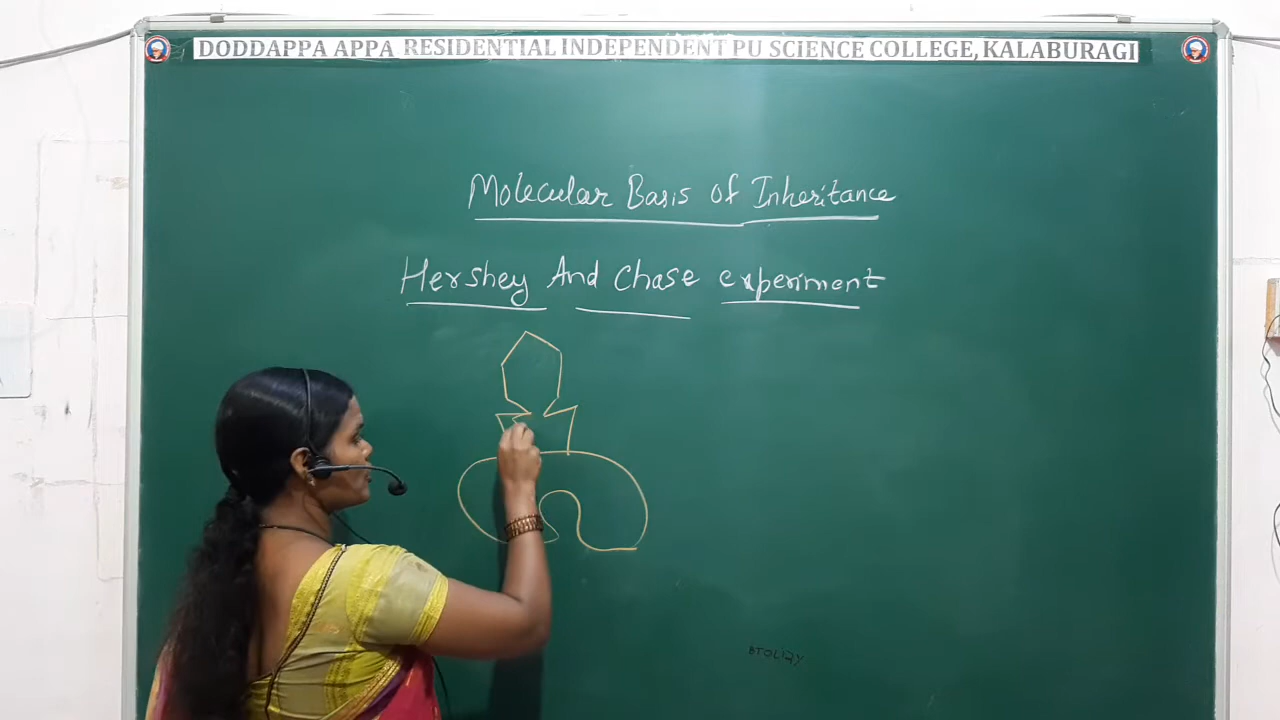 DODDAPPA APPA RESIDENTIAL INDEPENDENT PU SCIENCE COLLEGE, KALABURAGI
Molecular Basis of Inheritance
Hershey And Chase experiment